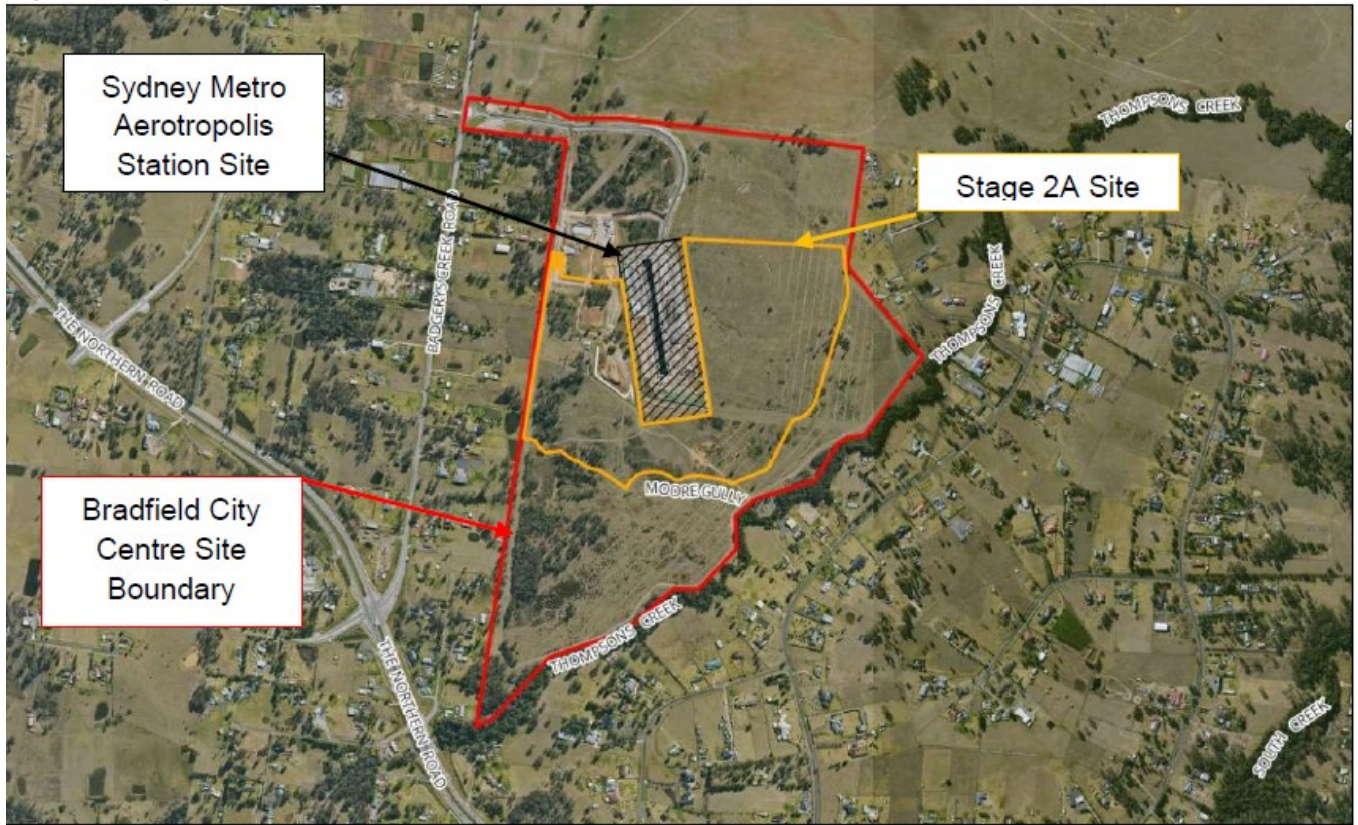 Sydney Metro
Aerotropolis
Station Site
THOMPSONS CREEK
Stage 2A Site
BADGERYS CREEK ROAD
THOMPSONS CREEK
THE NORTHERN ROAD
MOORE GULLY
Bradfield City
Centre Site
Boundary
THOMPSONS CREEK
THE NORTHERN ROAD
SOUTH CREEK